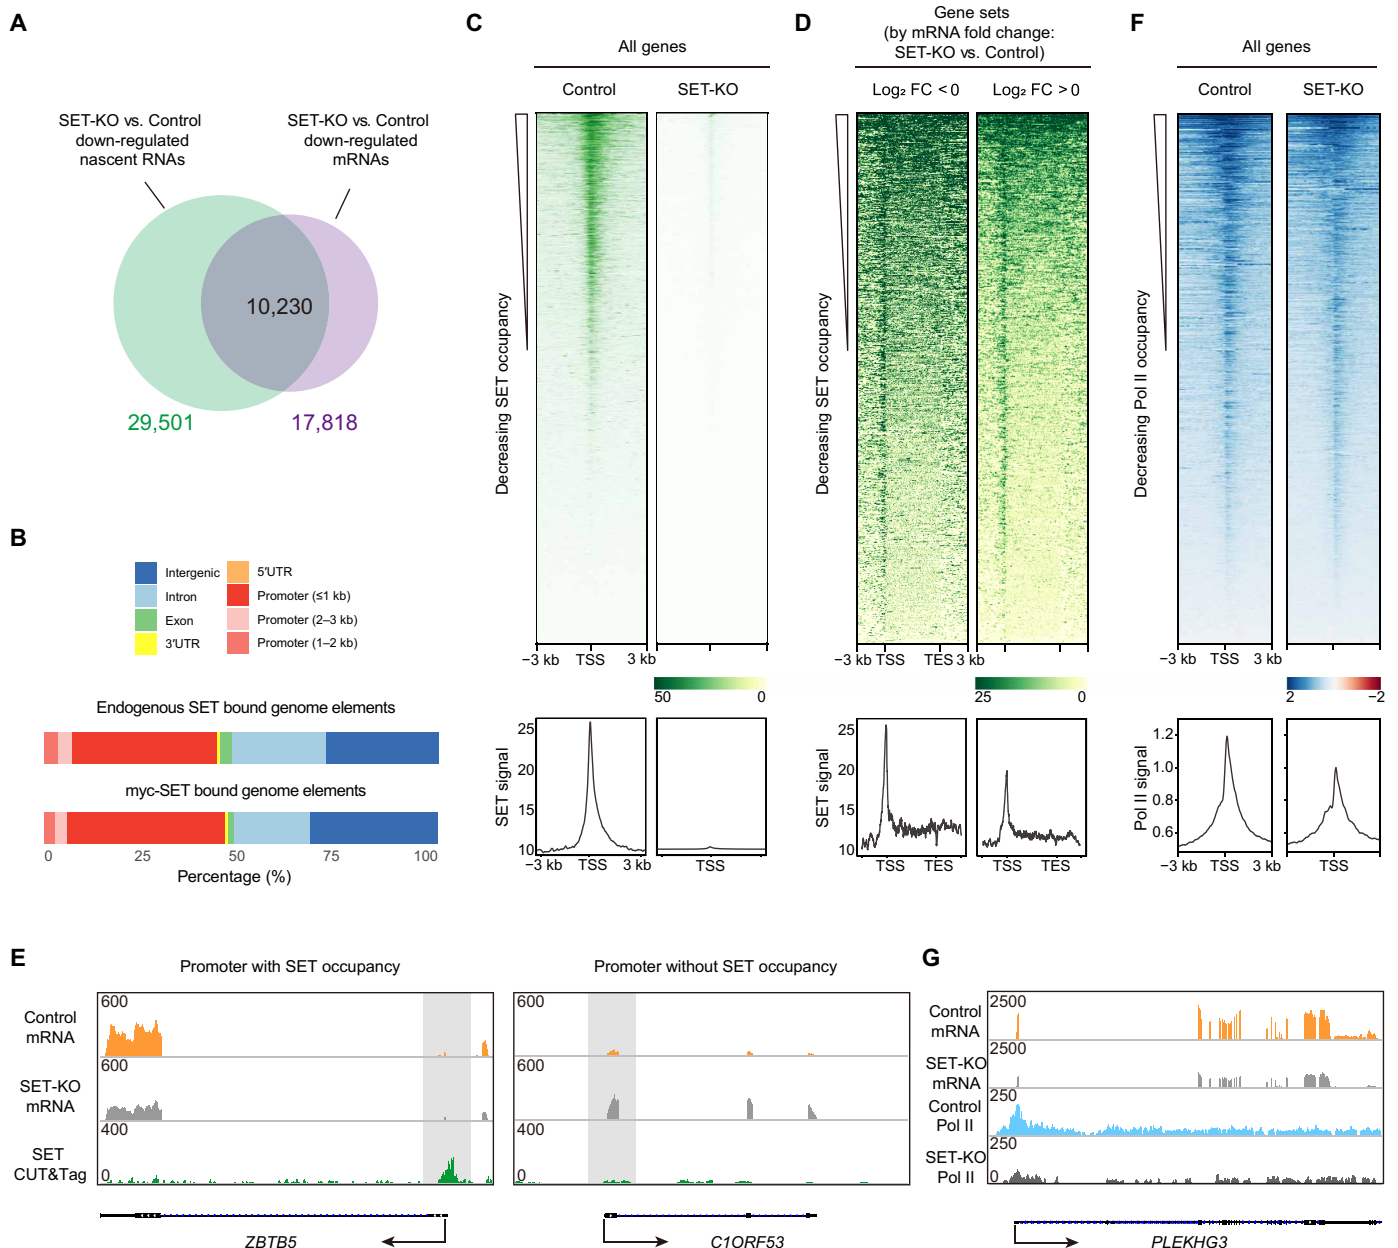 A
SET-KO vs. Control
down-regulated
nascent RNAs
SET-KO vs. Control
down-regulated
mRNAs
10,230
29,501
17,818
B
Intergenic
Intron
Exon
3'UTR
5'UTR
Promoter (≤1 kb)
Promoter (2–3 kb)
Promoter (1–2 kb)
Endogenous SET bound genome elements
myc-SET bound genome elements
0 25 50 75 100
Percentage (%)
C
All genes
Control SET-KO
Decreasing SET occupancy
−3 kb TSS 3 kb
50 0
SET signal
25
20
15
10
−3 kb TSS 3 kb TSS
D
Gene sets
(by mRNA fold change:
SET-KO vs. Control)
Log₂ FC < 0 Log₂ FC > 0
Decreasing SET occupancy
−3 kb TSS TES 3 kb
25 0
SET signal
25
20
15
10
TSS TES TSS TES
F
All genes
Control SET-KO
Decreasing Pol II occupancy
−3 kb TSS 3 kb
2 −2
Pol II signal
1.2
1.0
0.8
0.6
−3 kb TSS 3 kb TSS
E
Promoter with SET occupancy
Promoter without SET occupancy
Control
mRNA
600
600
SET-KO
mRNA
600
600
SET
CUT&Tag
400
0
400
0
ZBTB5
C1ORF53
G
Control
mRNA
2500
SET-KO
mRNA
2500
Control
Pol II
250
SET-KO
Pol II
250
0
PLEKHG3